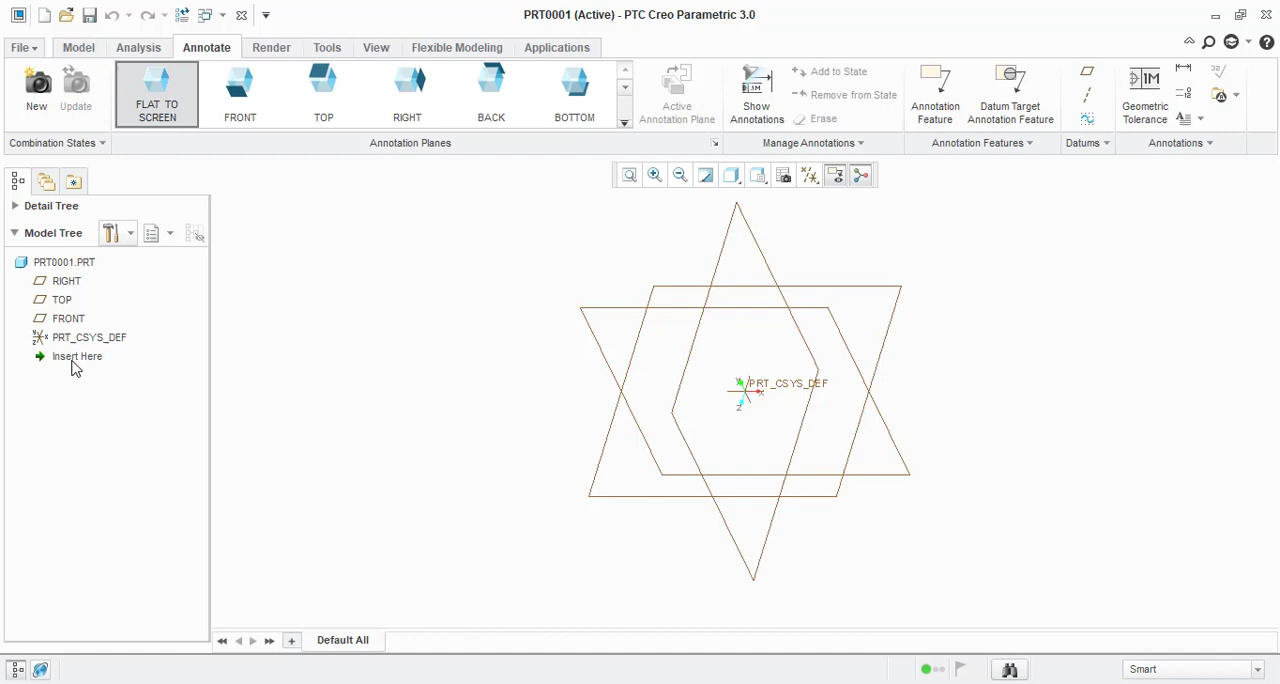 PRT0001 (Active) - PTC Creo Parametric 3.0
File Model Analysis Annotate Render Tools View Flexible Modeling Applications
New Update FLAT TO SCREEN FRONT TOP RIGHT BACK BOTTOM
Active Annotation Plane
Show Annotations
Add to State
Remove from State
Erase
Annotation Feature
Datum Target Annotation Feature
Geometric Tolerance
Combination States Annotation Planes Manage Annotations Annotation Features Datums Annotations
Detail Tree
Model Tree
PRT0001.PRT
RIGHT
TOP
FRONT
PRT_CSYS_DEF
Insert Here
PRT_CSYS_DEF
Y
X
Z
Default All
Smart